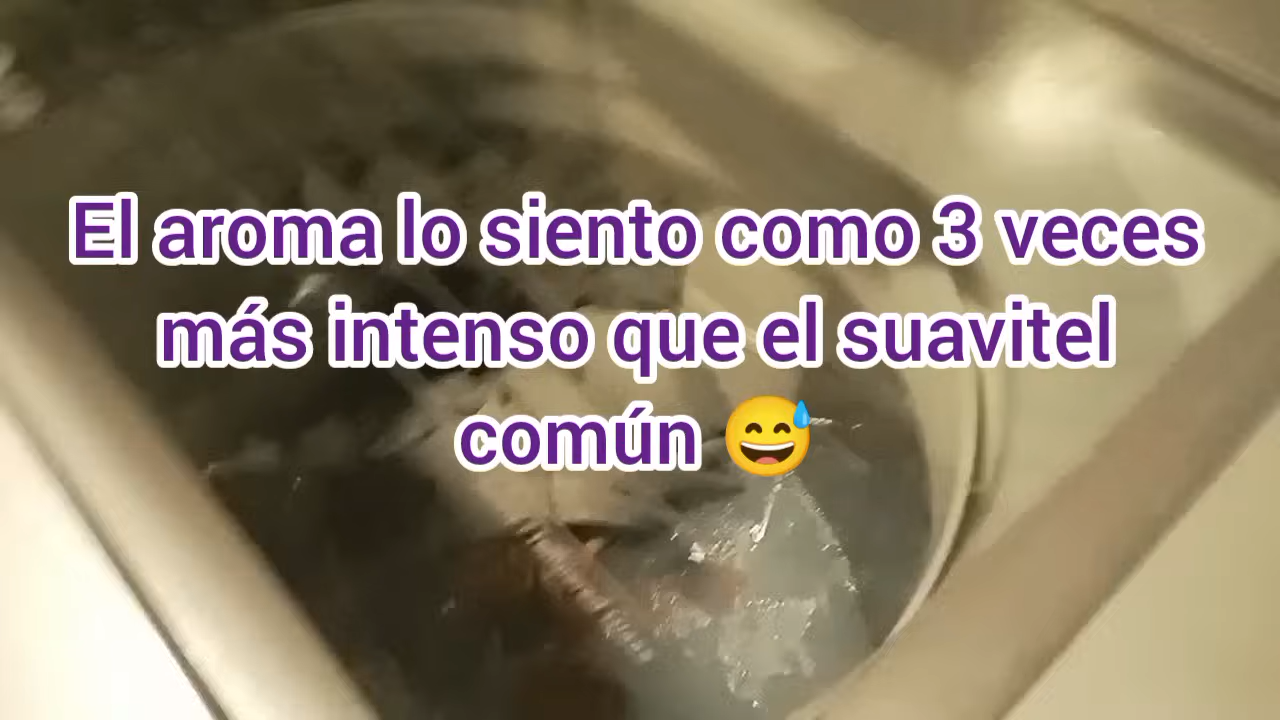 El aroma lo siento como 3 veces
más intenso que el suavitel
común 😅